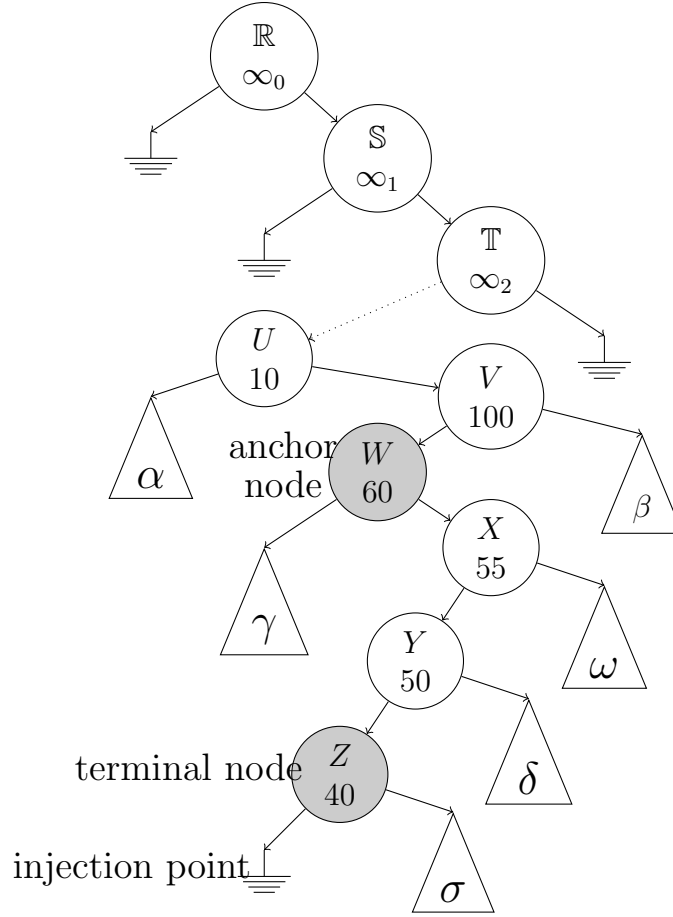 ℝ
∞₀
𝕊
∞₁
𝕋
∞₂
U
10
V
100
α
anchor
node
W
60
β
X
55
γ
Y
50
ω
terminal node
Z
40
δ
injection point
σ